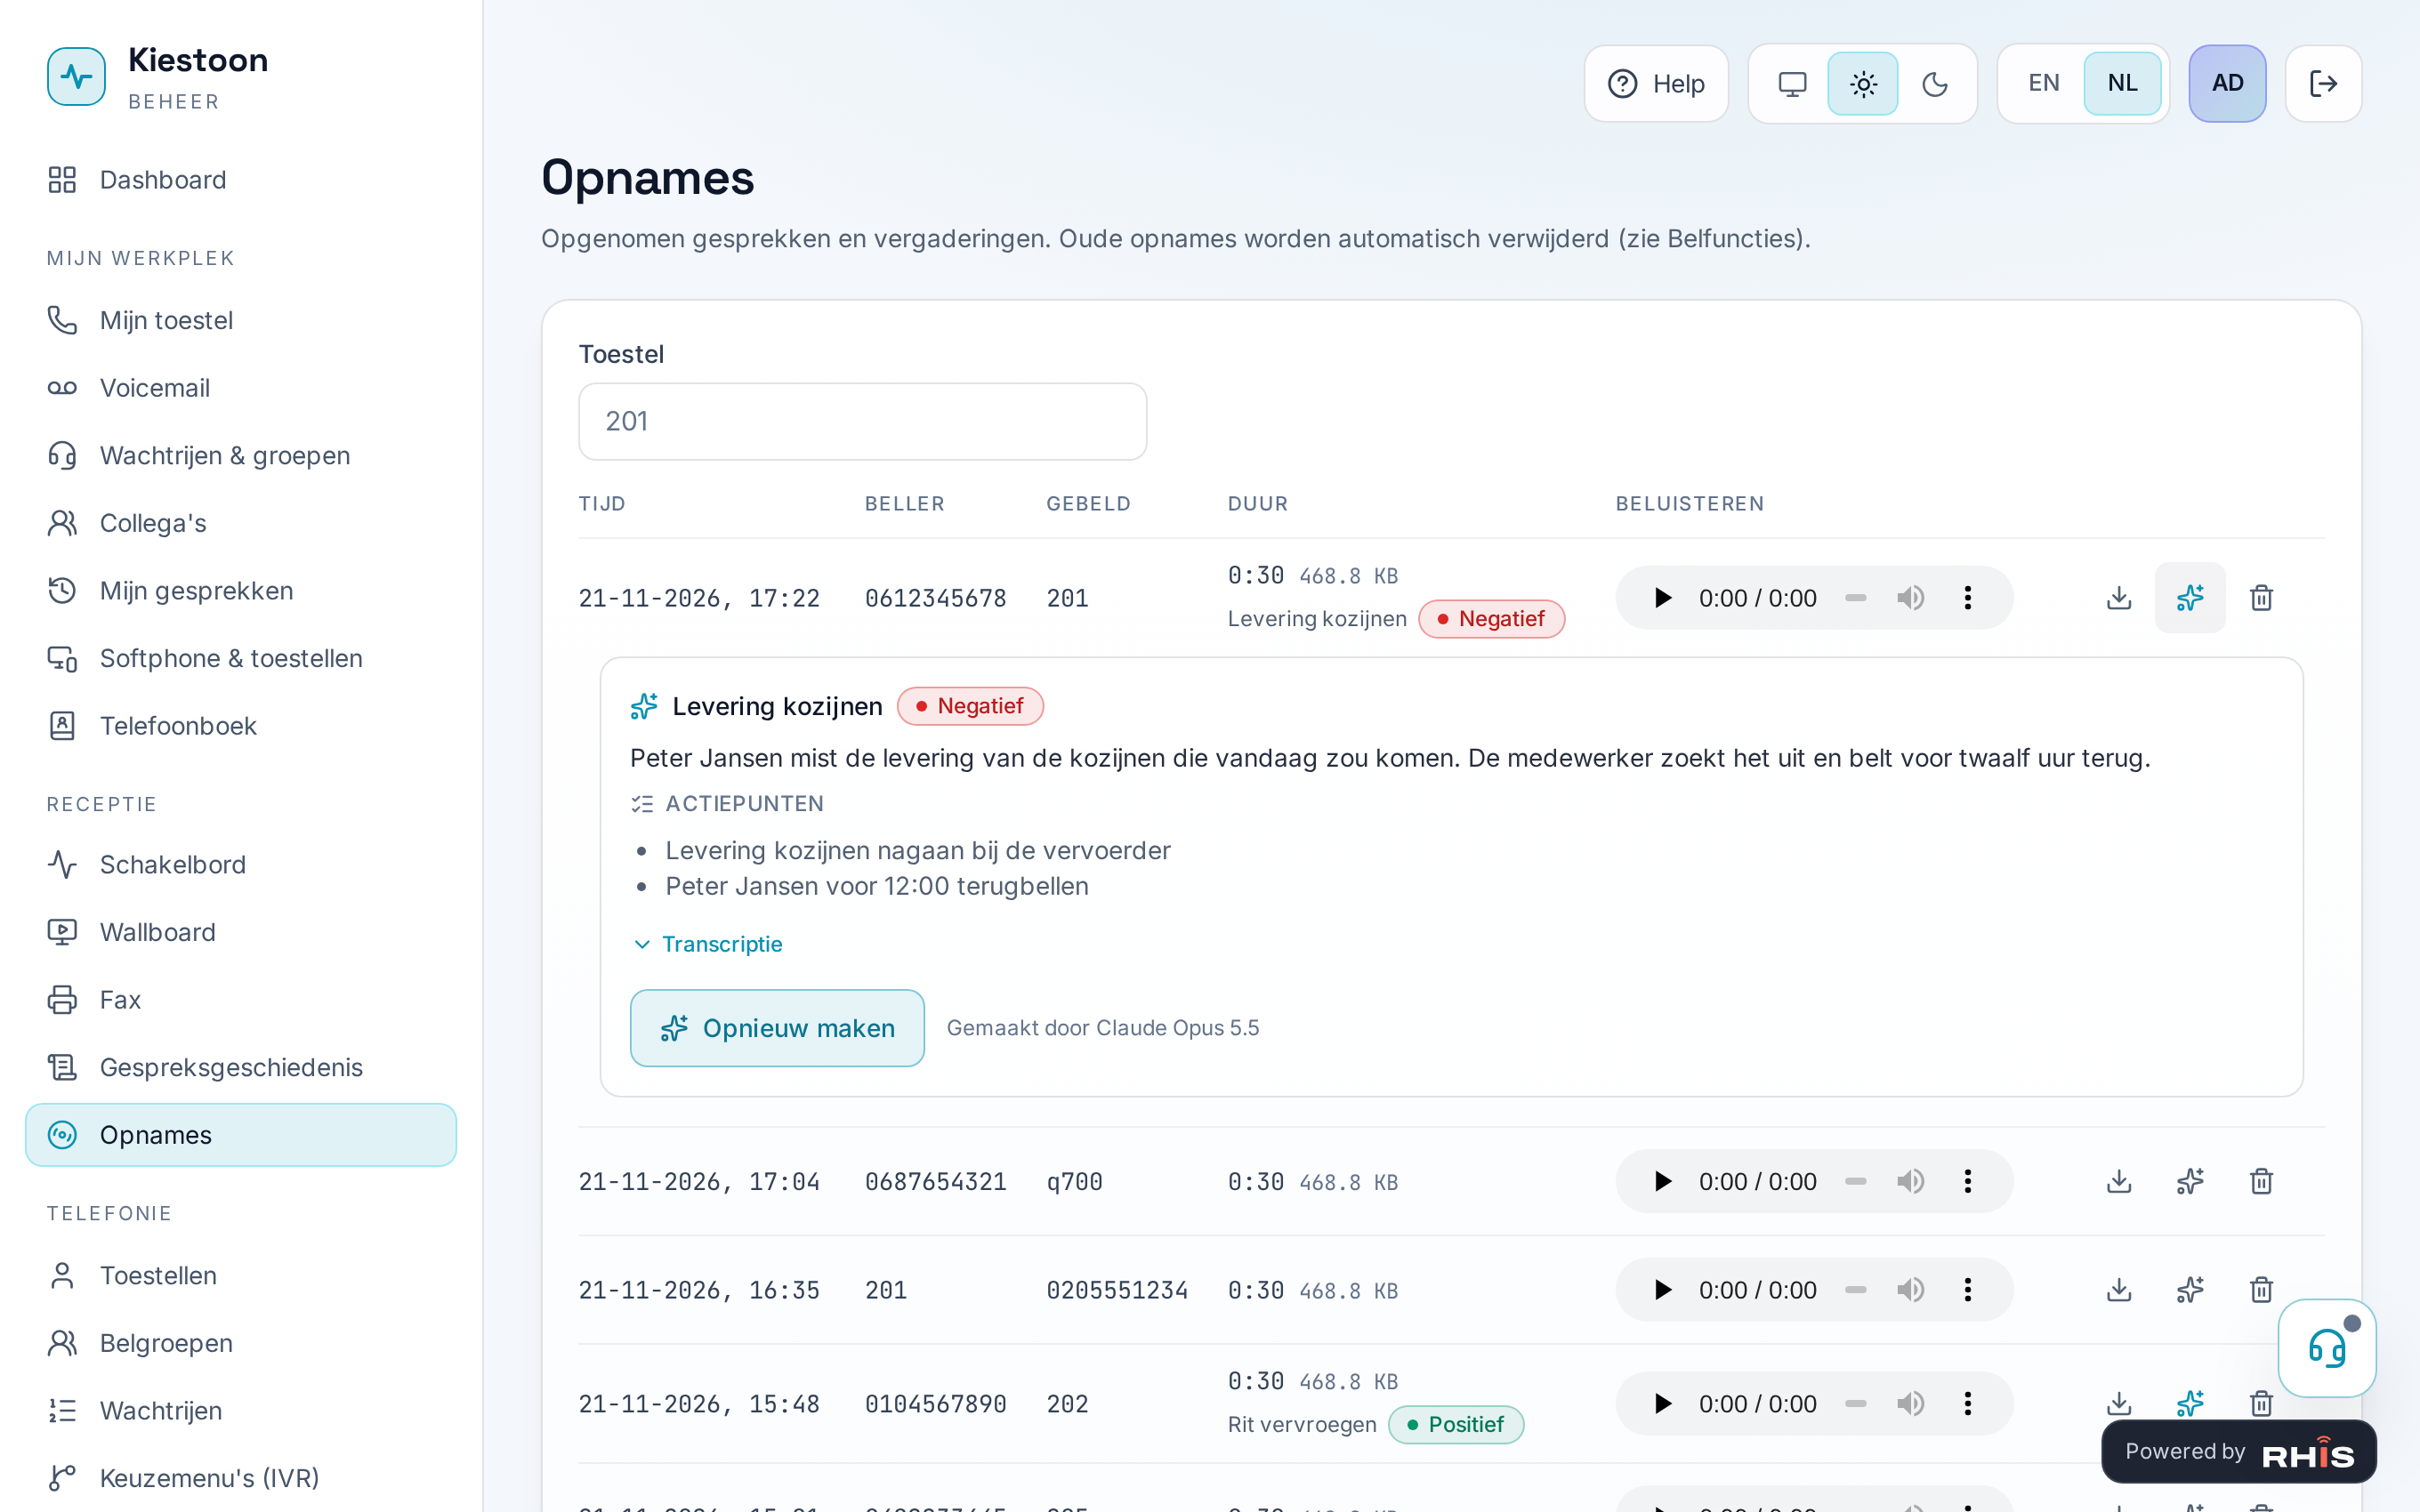 Kiestoon
BEHEER
Dashboard
MIJN WERKPLEK
Mijn toestel
Voicemail
Wachtrijen & groepen
Collega's
Mijn gesprekken
Softphone & toestellen
Telefoonboek
RECEPTIE
Schakelbord
Wallboard
Fax
Gespreksgeschiedenis
Opnames
TELEFONIE
Toestellen
Belgroepen
Wachtrijen
Keuzemenu's (IVR)
Help
EN NL
AD
Opnames
Opgenomen gesprekken en vergaderingen. Oude opnames worden automatisch verwijderd (zie Belfuncties).
Toestel
201
TIJD BELLER GEBELD DUUR BELUISTEREN
21-11-2026, 17:22 0612345678 201 0:30 468.8 KB 0:00 / 0:00
Levering kozijnen Negatief
Levering kozijnen Negatief
Peter Jansen mist de levering van de kozijnen die vandaag zou komen. De medewerker zoekt het uit en belt voor twaalf uur terug.
ACTIEPUNTEN
Levering kozijnen nagaan bij de vervoerder
Peter Jansen voor 12:00 terugbellen
Transcriptie
Opnieuw maken Gemaakt door Claude Opus 5.5
21-11-2026, 17:04 0687654321 q700 0:30 468.8 KB 0:00 / 0:00
21-11-2026, 16:35 201 0205551234 0:30 468.8 KB 0:00 / 0:00
21-11-2026, 15:48 0104567890 202 0:30 468.8 KB 0:00 / 0:00
Rit vervroegen Positief
Powered by RHIS